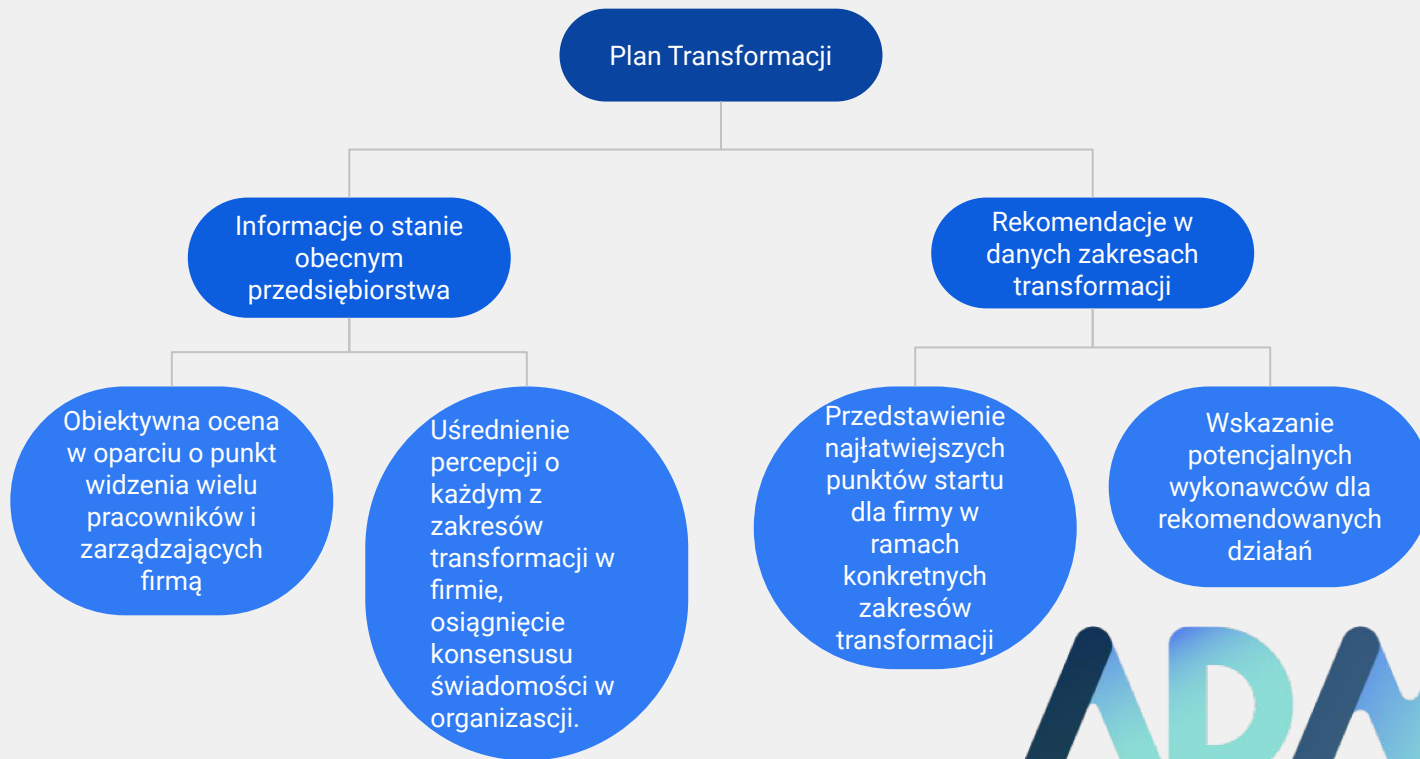 Plan Transformacji
Informacje o stanie
obecnym
przedsiębiorstwa
Rekomendacje w
danych zakresach
transformacji
Obiektywna ocena
w oparciu o punkt
widzenia wielu
pracowników i
zarządzających
firmą
Uśrednienie
percepcji o
każdym z
zakresów
transformacji w
firmie,
osiągnięcie
konsensusu
świadomości w
organizascji.
Przedstawienie
najłatwiejszych
punktów startu
dla firmy w
ramach
konkretnych
zakresów
transformacji
Wskazanie
potencjalnych
wykonawców dla
rekomendowanych
działań